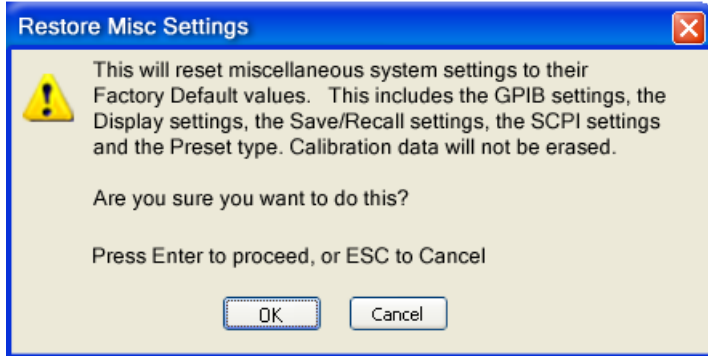 Restore Misc Settings
This will reset miscellaneous system settings to their
Factory Default values.   This includes the GPIB settings, the
Display settings, the Save/Recall settings, the SCPI settings
and the Preset type. Calibration data will not be erased.
Are you sure you want to do this?
Press Enter to proceed, or ESC to Cancel
OK
Cancel